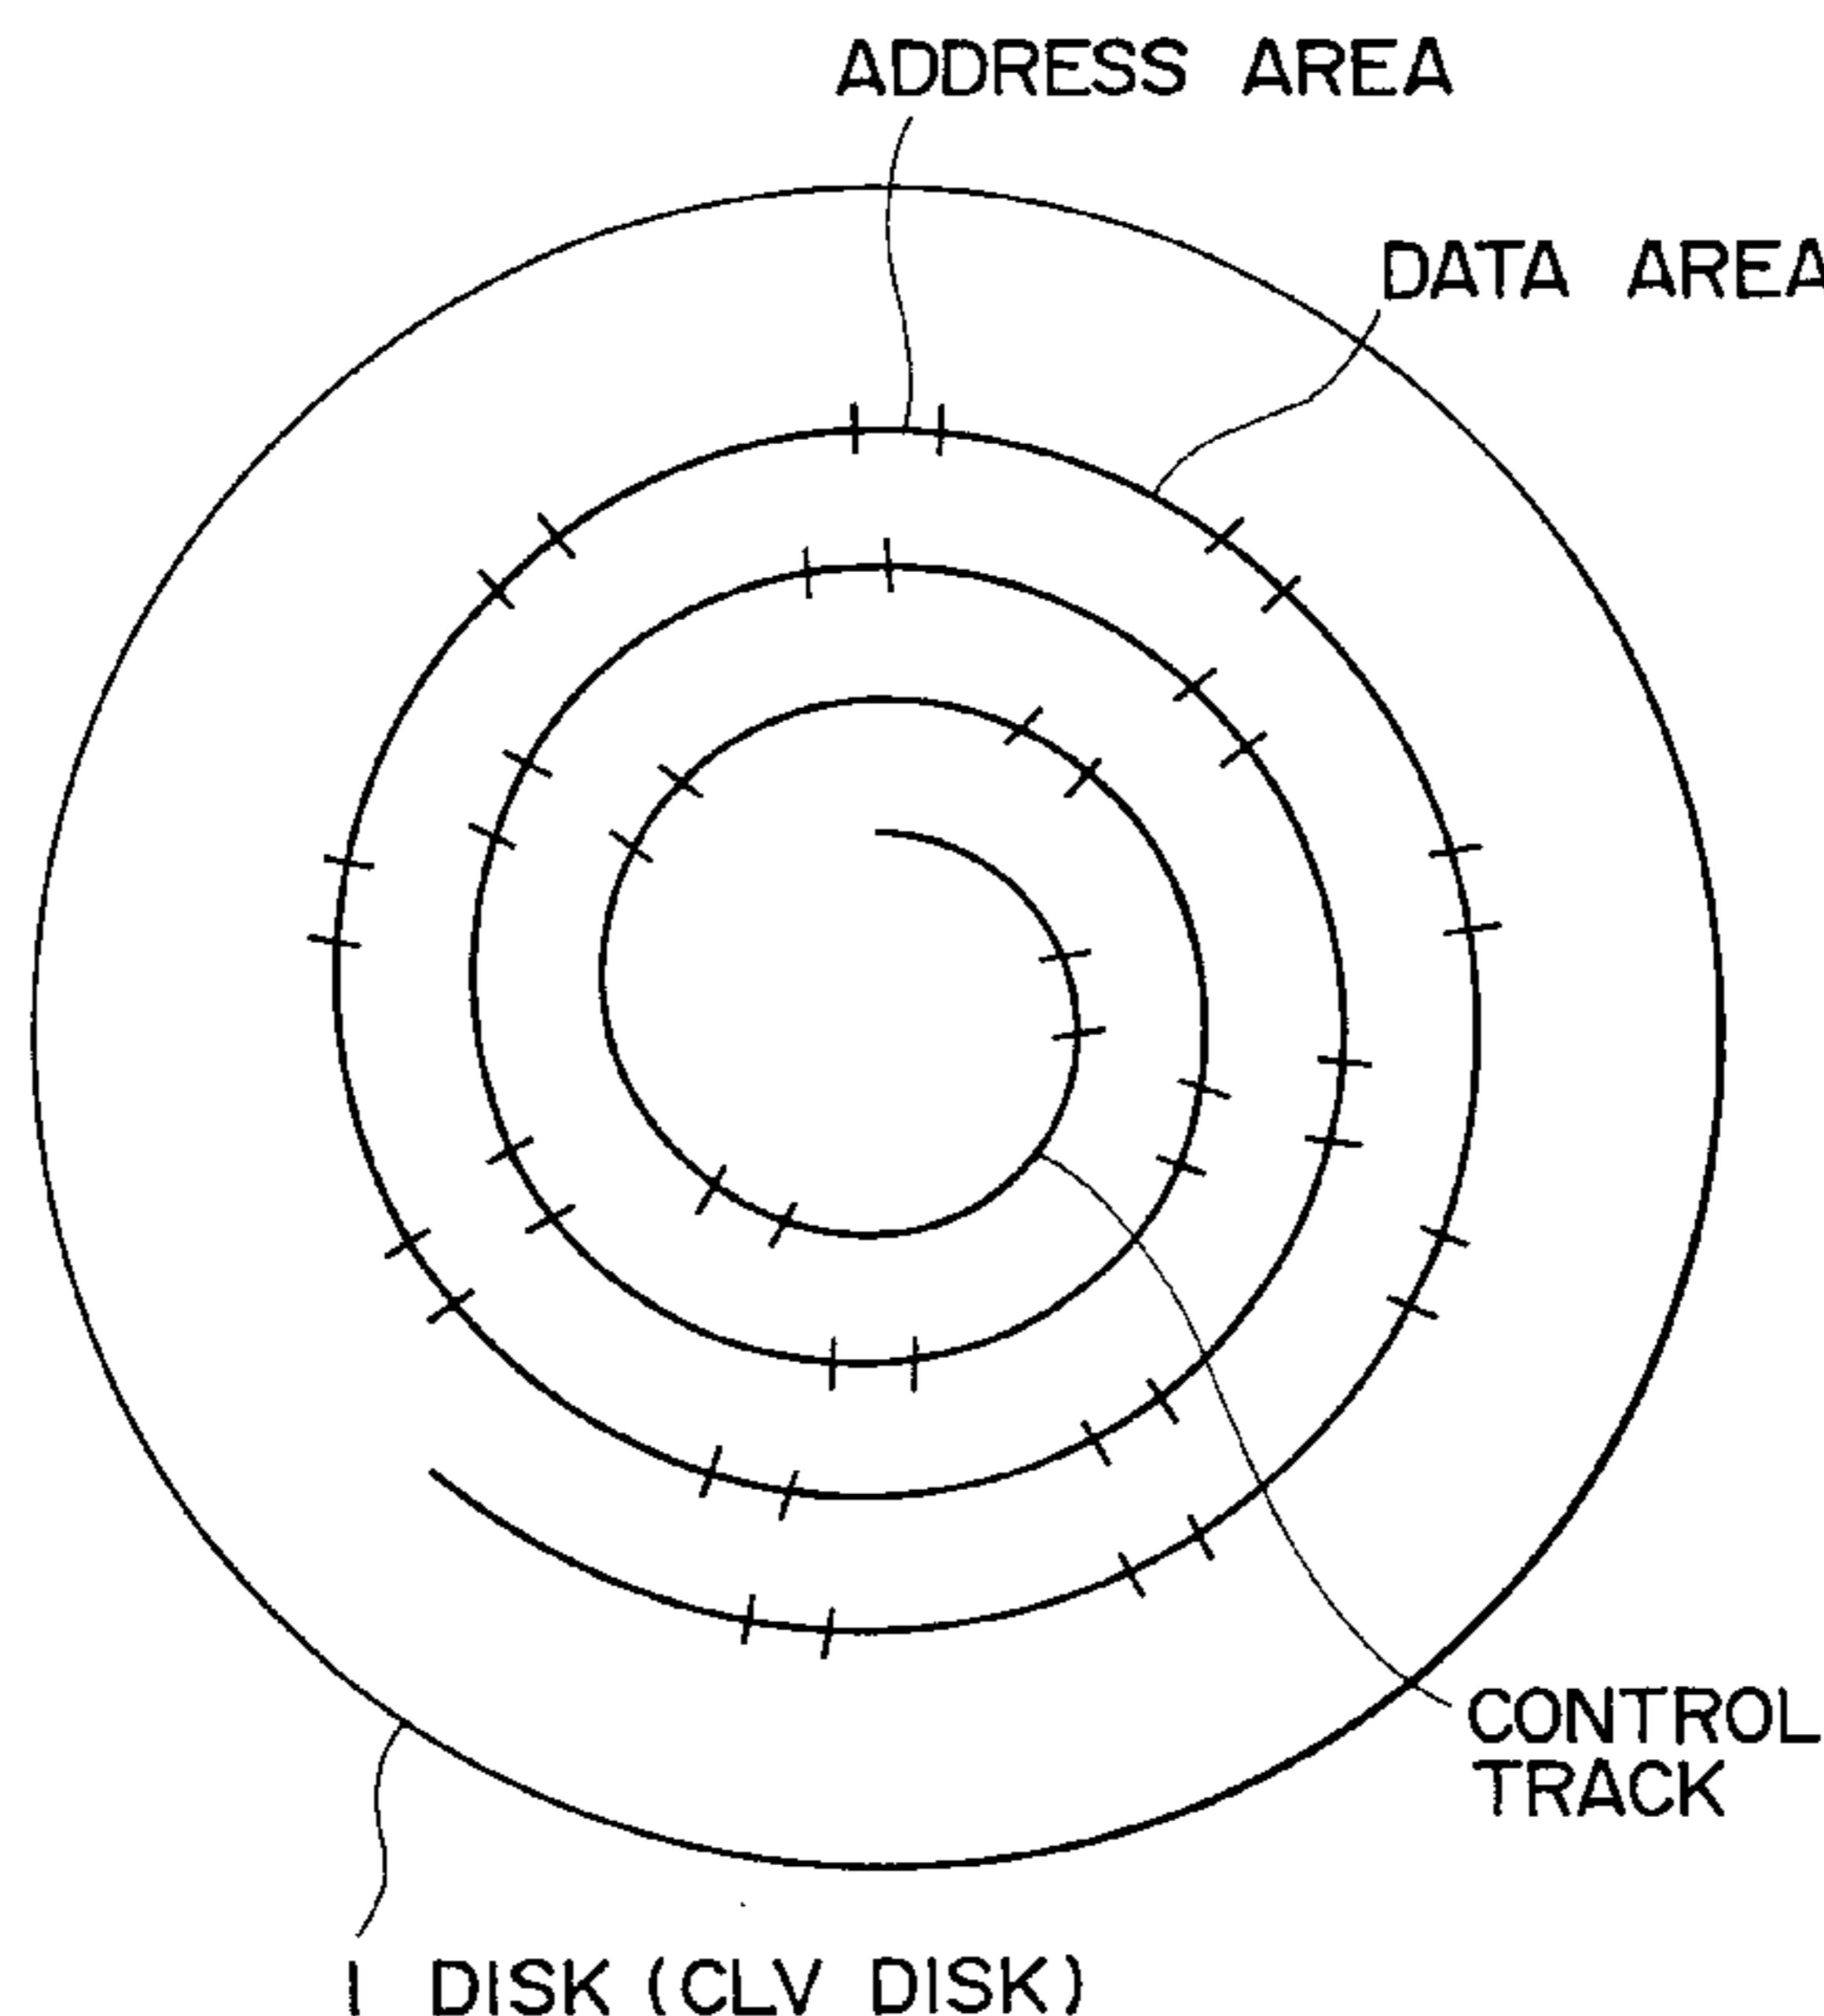 ADDRESS AREA
DATA AREA
CONTROL
TRACK
1 DISK (CLV DISK)